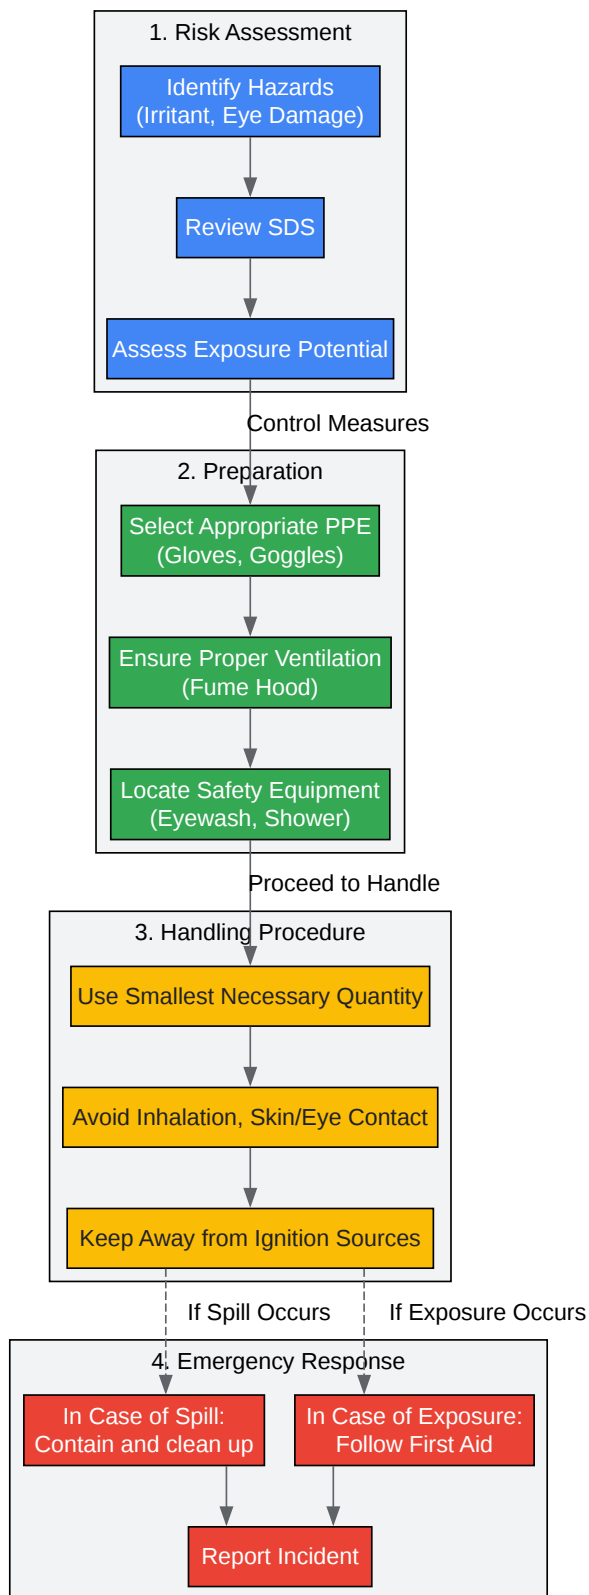 1. Risk Assessment
Identify Hazards
(Irritant, Eye Damage)
Review SDS
Assess Exposure Potential
Control Measures
2. Preparation
Select Appropriate PPE
(Gloves, Goggles)
Ensure Proper Ventilation
(Fume Hood)
Locate Safety Equipment
(Eyewash, Shower)
Proceed to Handle
3. Handling Procedure
Use Smallest Necessary Quantity
Avoid Inhalation, Skin/Eye Contact
Keep Away from Ignition Sources
If Spill Occurs
If Exposure Occurs
4. Emergency Response
In Case of Spill:
Contain and clean up
In Case of Exposure:
Follow First Aid
Report Incident